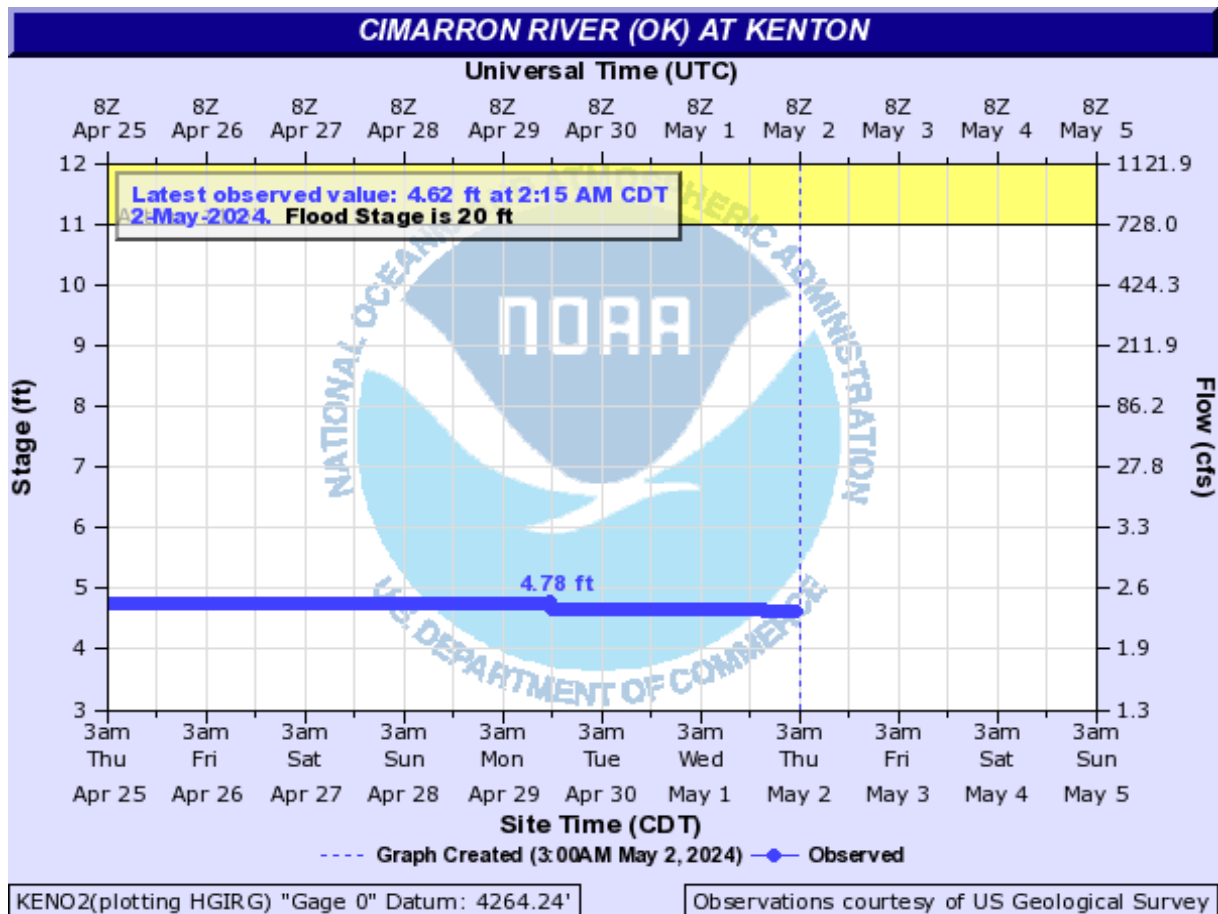 CIMARRON RIVER (OK) AT KENTON
Universal Time (UTC)
8Z 8Z 8Z 8Z 8Z 8Z 8Z 8Z 8Z 8Z 8Z
Apr 25 Apr 26 Apr 27 Apr 28 Apr 29 Apr 30 May 1 May 2 May 3 May 4 May 5
Latest observed value: 4.62 ft at 2:15 AM CDT
2-May-2024. Flood Stage is 20 ft
12 1121.9
11 728.0
10 424.3
9 211.9
8 86.2
7 27.8
6 3.3
5 2.6
4 1.9
3 1.3
Stage (ft)
Flow (cfs)
NATIONAL OCEANIC ATMOSPHERIC ADMINISTRATION
NOAA
U.S. DEPARTMENT OF COMMERCE
4.78 ft
3am 3am 3am 3am 3am 3am 3am 3am 3am 3am 3am
Thu Fri Sat Sun Mon Tue Wed Thu Fri Sat Sun
Apr 25 Apr 26 Apr 27 Apr 28 Apr 29 Apr 30 May 1 May 2 May 3 May 4 May 5
Site Time (CDT)
Graph Created (3:00AM May 2, 2024) Observed
KENO2(plotting HGIRG) "Gage 0" Datum: 4264.24'
Observations courtesy of US Geological Survey